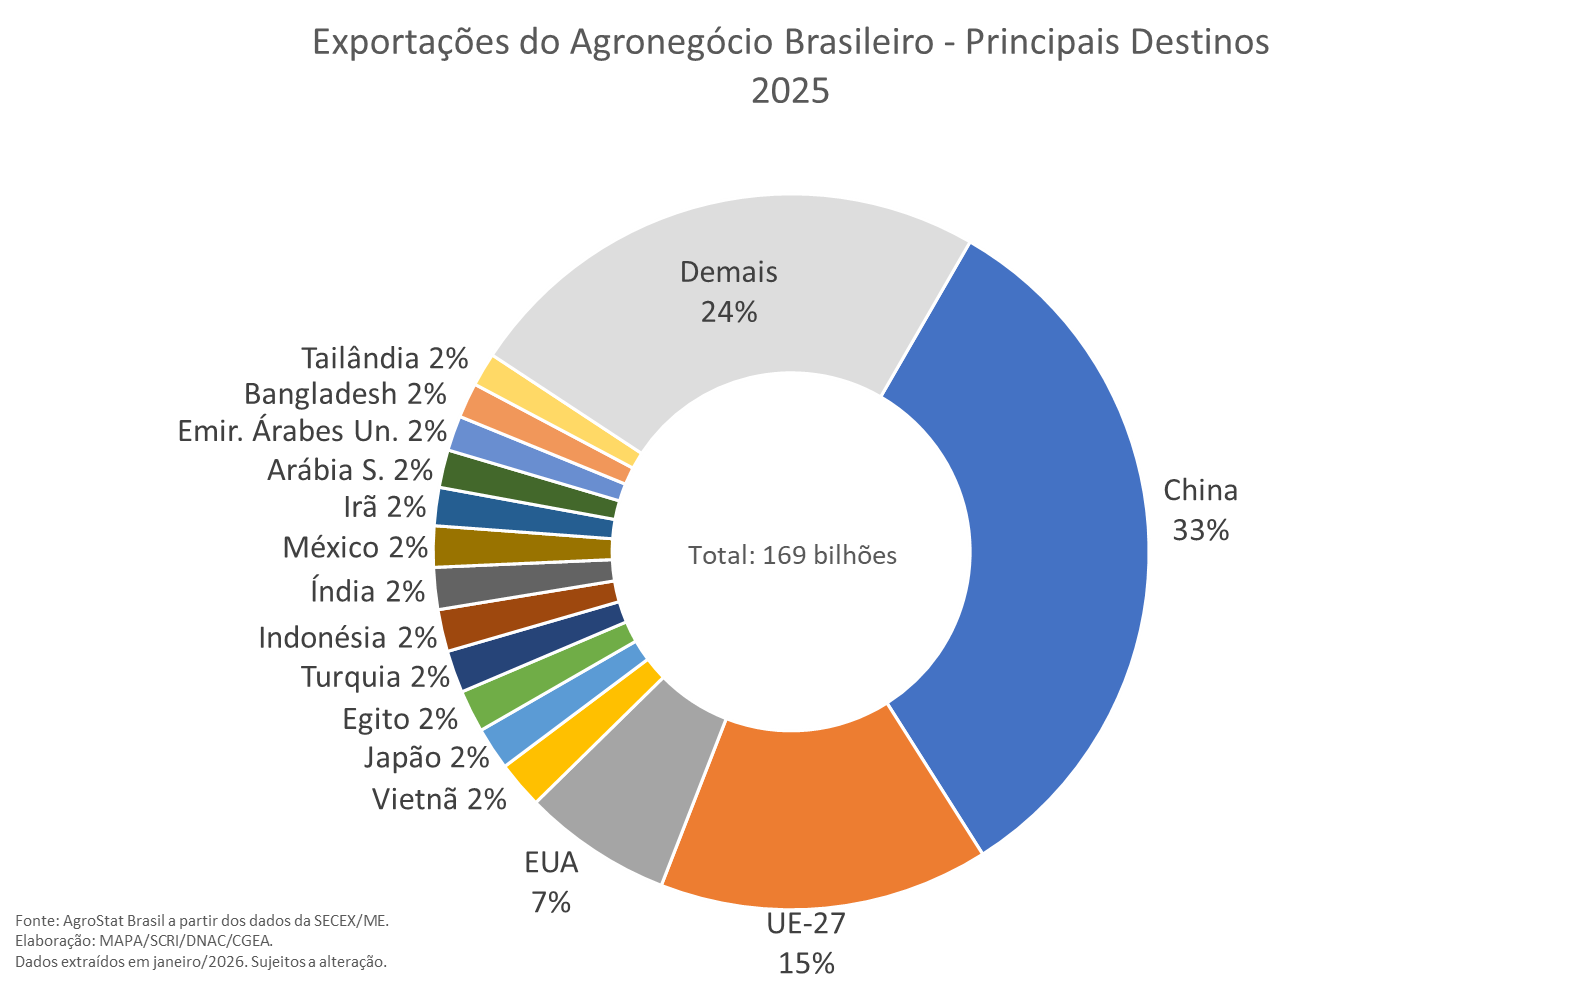 Exportações do Agronegócio Brasileiro - Principais Destinos
2025
Demais
24%
Tailândia 2%
Bangladesh 2%
Emir. Árabes Un. 2%
Arábia S. 2%
Irã 2%
México 2%
Índia 2%
Indonésia 2%
Turquia 2%
Egito 2%
Japão 2%
Vietnã 2%
EUA
7%
UE-27
15%
China
33%
Total: 169 bilhões
Fonte: AgroStat Brasil a partir dos dados da SECEX/ME.
Elaboração: MAPA/SCRI/DNAC/CGEA.
Dados extraídos em janeiro/2026. Sujeitos a alteração.